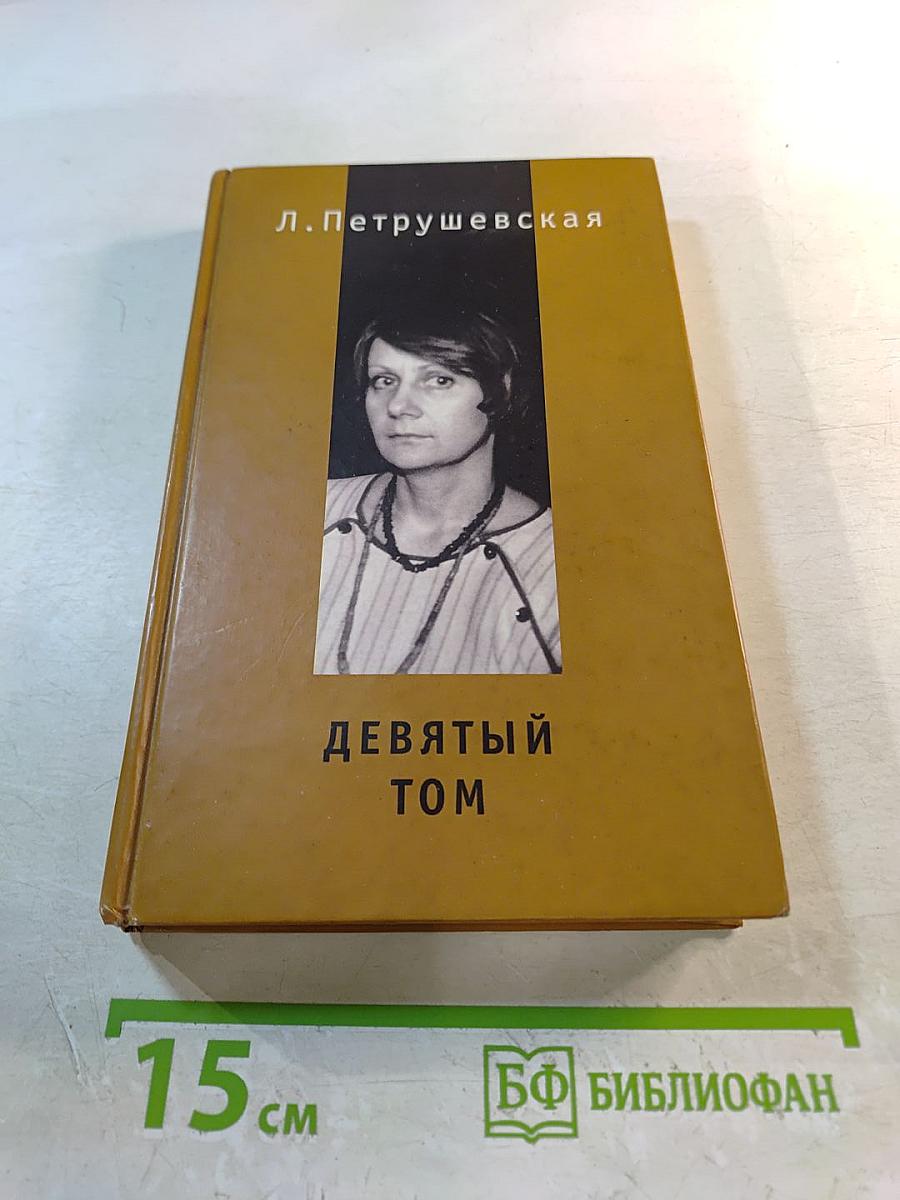 Л.Петрушевская
ДЕВЯТЫЙ
ТОМ
15 см
БФ БИБЛИОФАН